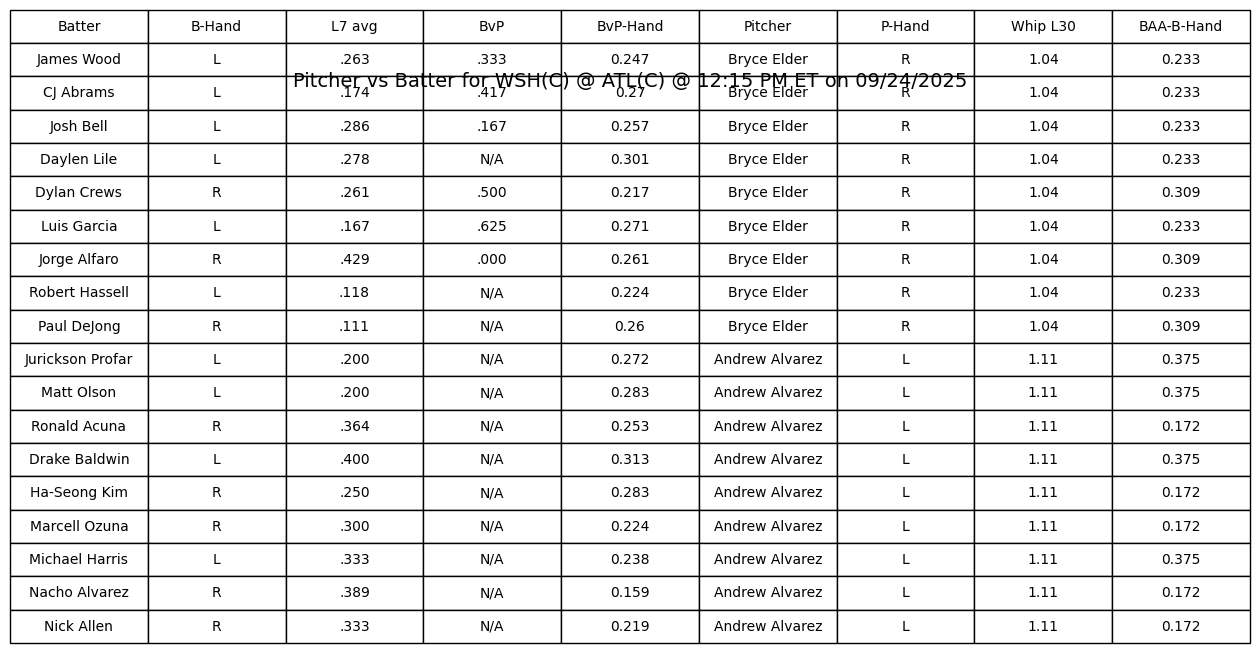 Batter B-Hand L7 avg BvP BvP-Hand Pitcher P-Hand Whip L30 BAA-B-Hand
James Wood L .263 .333 0.247 Bryce Elder R 1.04 0.233
Pitcher vs Batter for WSH(C) @ ATL(C) @ 12:15 PM ET on 09/24/2025
CJ Abrams L .174 .417 0.27 Bryce Elder R 1.04 0.233
Josh Bell L .286 .167 0.257 Bryce Elder R 1.04 0.233
Daylen Lile L .278 N/A 0.301 Bryce Elder R 1.04 0.233
Dylan Crews R .261 .500 0.217 Bryce Elder R 1.04 0.309
Luis Garcia L .167 .625 0.271 Bryce Elder R 1.04 0.233
Jorge Alfaro R .429 .000 0.261 Bryce Elder R 1.04 0.309
Robert Hassell L .118 N/A 0.224 Bryce Elder R 1.04 0.233
Paul DeJong R .111 N/A 0.26 Bryce Elder R 1.04 0.309
Jurickson Profar L .200 N/A 0.272 Andrew Alvarez L 1.11 0.375
Matt Olson L .200 N/A 0.283 Andrew Alvarez L 1.11 0.375
Ronald Acuna R .364 N/A 0.253 Andrew Alvarez L 1.11 0.172
Drake Baldwin L .400 N/A 0.313 Andrew Alvarez L 1.11 0.375
Ha-Seong Kim R .250 N/A 0.283 Andrew Alvarez L 1.11 0.172
Marcell Ozuna R .300 N/A 0.224 Andrew Alvarez L 1.11 0.172
Michael Harris L .333 N/A 0.238 Andrew Alvarez L 1.11 0.375
Nacho Alvarez R .389 N/A 0.159 Andrew Alvarez L 1.11 0.172
Nick Allen R .333 N/A 0.219 Andrew Alvarez L 1.11 0.172